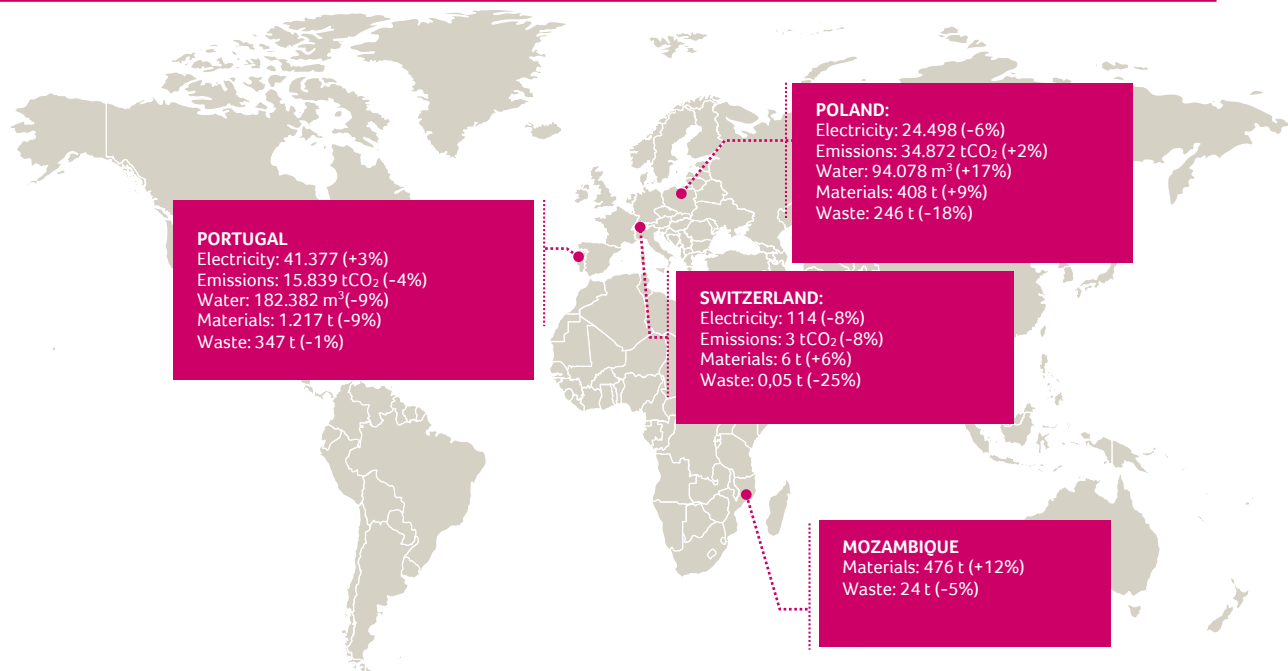 POLAND:
Electricity: 24.498 (-6%)
Emissions: 34.872 tCO₂ (+2%)
Water: 94.078 m³ (+17%)
Materials: 408 t (+9%)
Waste: 246 t (-18%)
PORTUGAL
Electricity: 41.377 (+3%)
Emissions: 15.839 tCO₂ (-4%)
Water: 182.382 m³(-9%)
Materials: 1.217 t (-9%)
Waste: 347 t (-1%)
SWITZERLAND:
Electricity: 114 (-8%)
Emissions: 3 tCO₂ (-8%)
Materials: 6 t (+6%)
Waste: 0,05 t (-25%)
MOZAMBIQUE
Materials: 476 t (+12%)
Waste: 24 t (-5%)